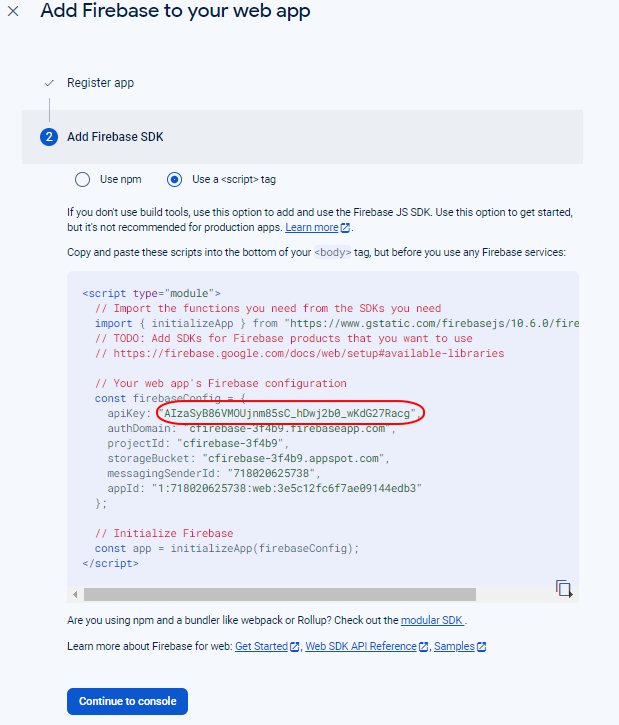 Add Firebase to your web app
Register app
2 Add Firebase SDK
Use npm Use a <script> tag
If you don't use build tools, use this option to add and use the Firebase JS SDK. Use this option to get started,
but it's not recommended for production apps. Learn more.
Copy and paste these scripts into the bottom of your <body> tag, but before you use any Firebase services:
<script type="module">
// Import the functions you need from the SDKs you need
import { initializeApp } from "https://www.gstatic.com/firebasejs/10.6.0/fire
// TODO: Add SDKs for Firebase products that you want to use
// https://firebase.google.com/docs/web/setup#available-libraries
// Your web app's Firebase configuration
const firebaseConfig = {
apiKey: "AIzaSyB86VMOUjnm85sC_hDwj2b0_wKdG27Racg",
authDomain: "cfirebase-3f4b9.firebaseapp.com",
projectId: "cfirebase-3f4b9",
storageBucket: "cfirebase-3f4b9.appspot.com",
messagingSenderId: "718020625738",
appId: "1:718020625738:web:3e5c12fc6f7ae09144edb3"
};
// Initialize Firebase
const app = initializeApp(firebaseConfig);
</script>
Are you using npm and a bundler like webpack or Rollup? Check out the modular SDK .
Learn more about Firebase for web: Get Started, Web SDK API Reference, Samples
Continue to console